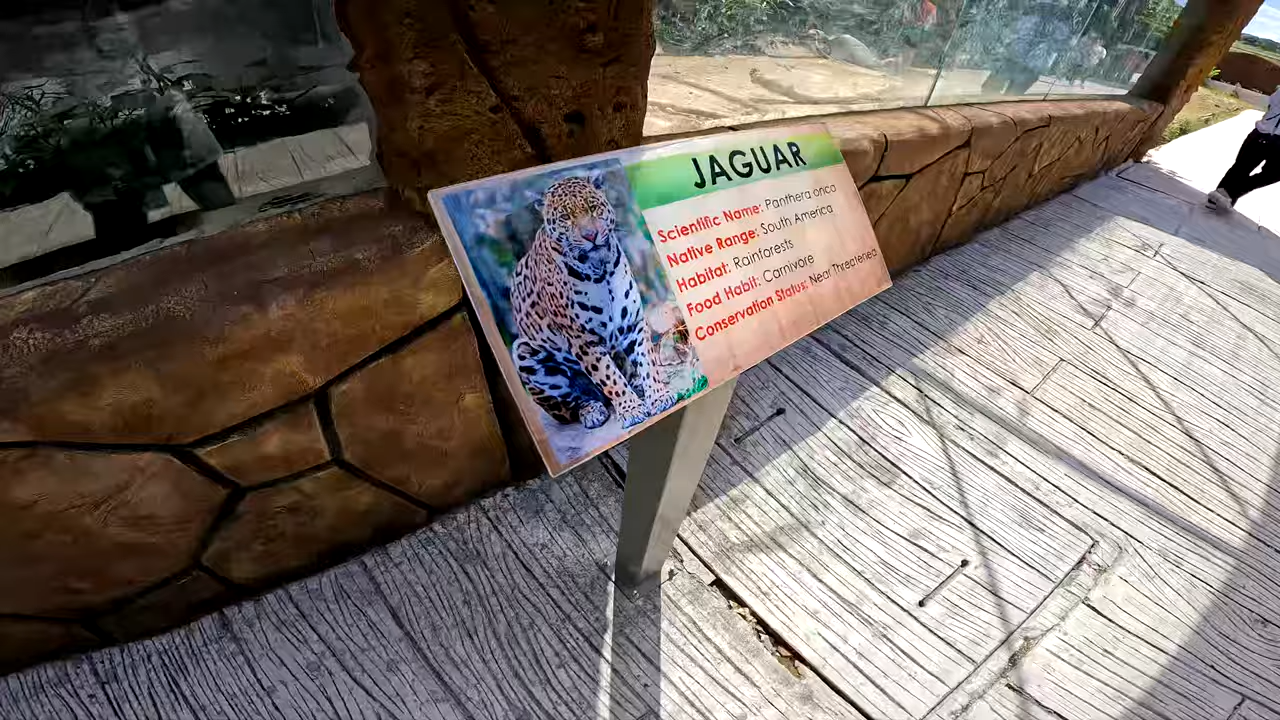 JAGUAR
Scientific Name: Panthera onca
Native Range: South America
Habitat: Rainforests
Food Habit: Carnivore
Conservation Status: Near Threatened